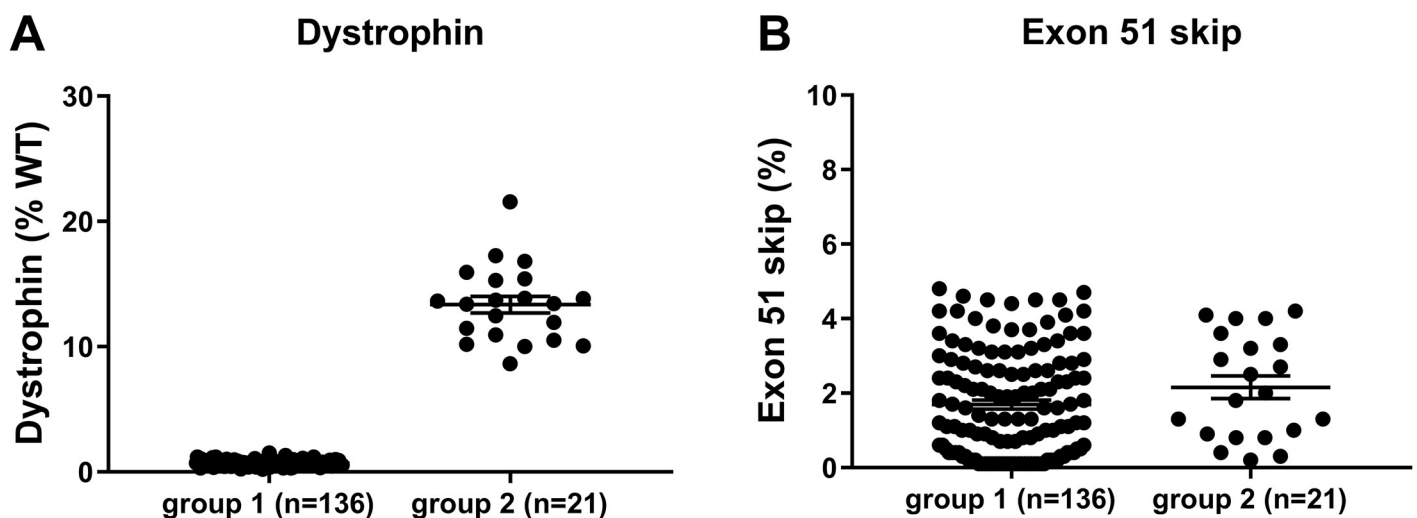 A
Dystrophin
Dystrophin (% WT)
30
20
10
0
group 1 (n=136)
group 2 (n=21)
B
Exon 51 skip
Exon 51 skip (%)
10
8
6
4
2
0
group 1 (n=136)
group 2 (n=21)